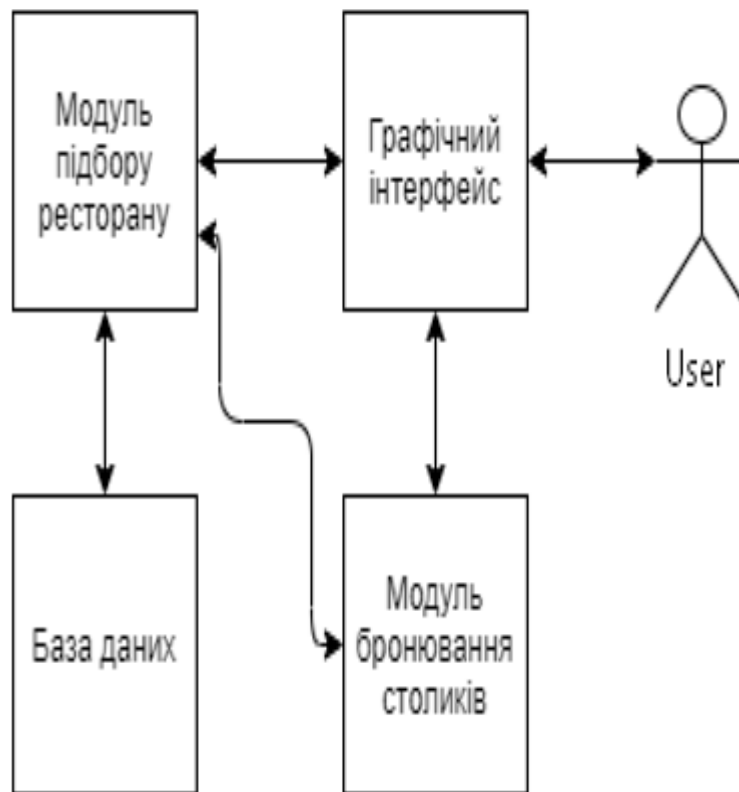 Модуль
підбору
ресторану
Графічний
інтерфейс
User
База даних
Модуль
бронювання
столиків